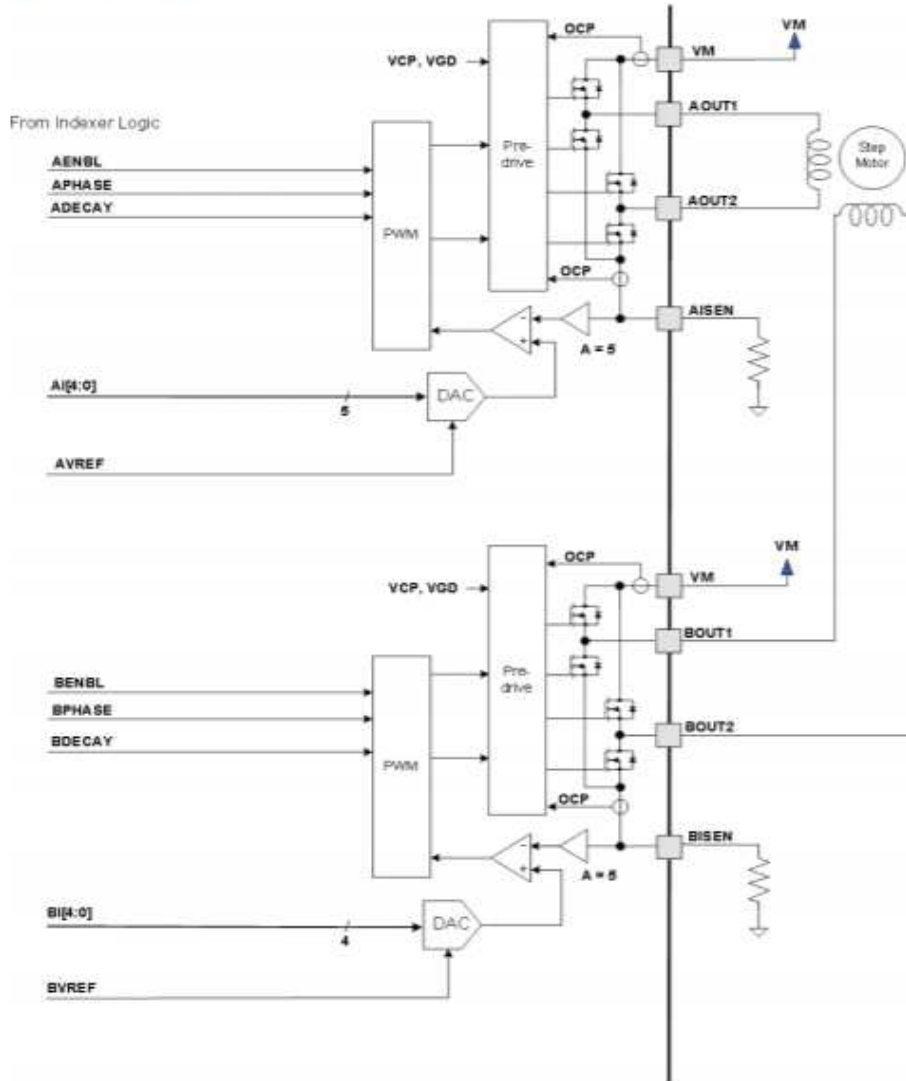 OCP
VM
VM
VCP, VGD
AOUT1
From Indexer Logic
Pre-
drive
Step
Motor
AENBL
APHASE
ADECAY
AOUT2
PWM
OCP
AISEN
-
+
A = 5
AI[4:0]
5
DAC
AVREF
OCP
VM
VM
VCP, VGD
BOUT1
Pre-
drive
BENBL
BPHASE
BOUT2
BDECAY
PWM
OCP
BISEN
-
+
A = 5
BI[4:0]
4
DAC
BVREF